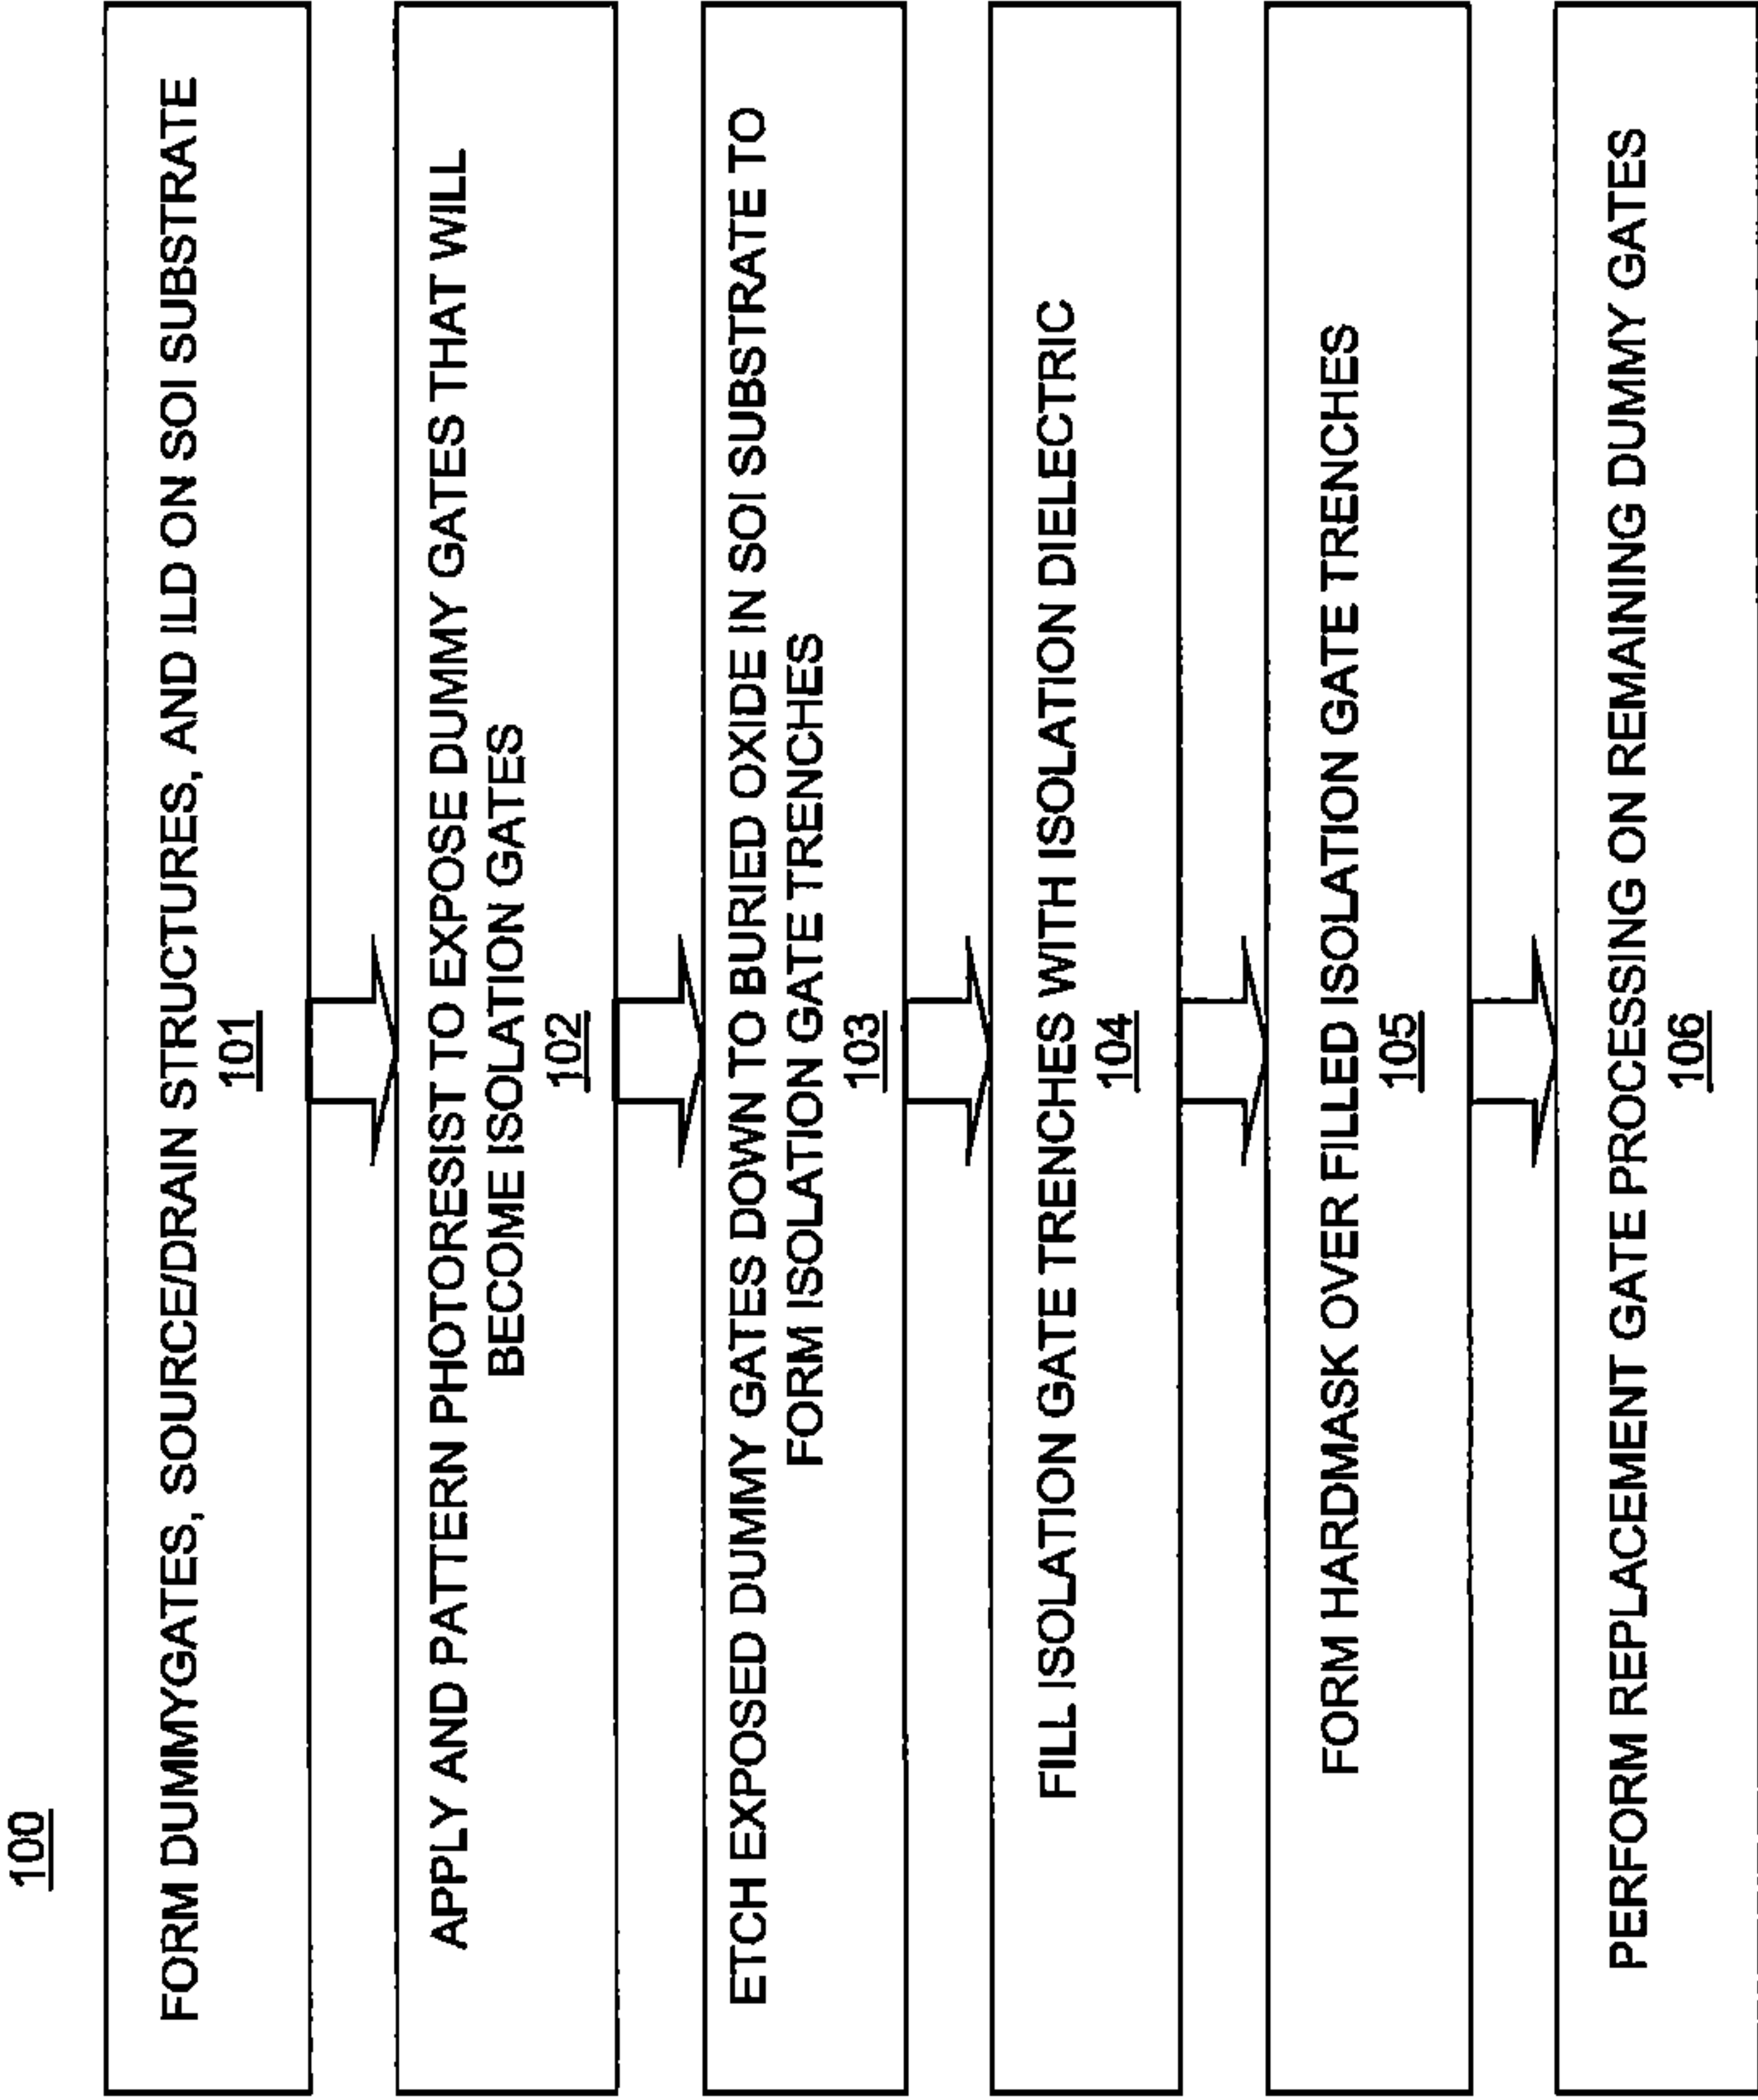 100
FORM DUMMYGATES, SOURCE/DRAIN STRUCTURES, AND ILD ON SOI SUBSTRATE
101
APPLY AND PATTERN PHOTORESIST TO EXPOSE DUMMY GATES THAT WILL
BECOME ISOLATION GATES
102
ETCH EXPOSED DUMMY GATES DOWN TO BURIED OXIDE IN SOI SUBSTRATE TO
FORM ISOLATION GATE TRENCHES
103
FILL ISOLATION GATE TRENCHES WITH ISOLATION DIELECTRIC
104
FORM HARDMASK OVER FILLED ISOLATION GATE TRENCHES
105
PERFORM REPLACEMENT GATE PROCESSING ON REMAINING DUMMY GATES
106